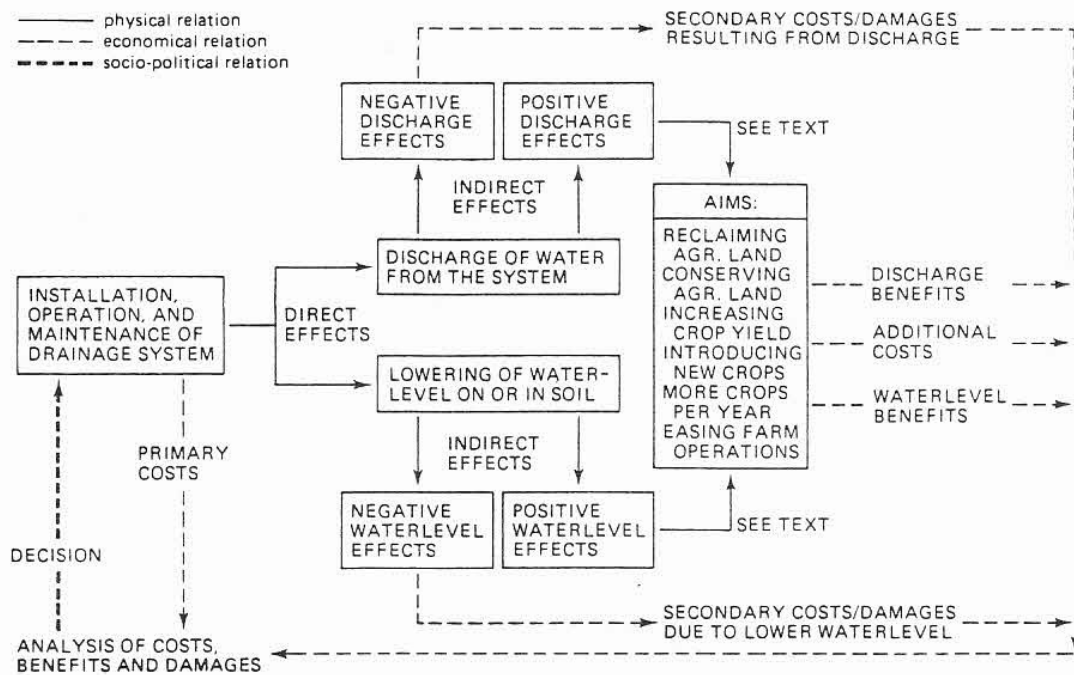 physical relation
economical relation
socio-political relation
SECONDARY COSTS/DAMAGES
RESULTING FROM DISCHARGE
NEGATIVE
DISCHARGE
EFFECTS
POSITIVE
DISCHARGE
EFFECTS
SEE TEXT
INDIRECT
EFFECTS
AIMS:
RECLAIMING
AGR. LAND
CONSERVING
AGR. LAND
INCREASING
CROP YIELD
INTRODUCING
NEW CROPS
MORE CROPS
PER YEAR
EASING FARM
OPERATIONS
DISCHARGE OF WATER
FROM THE SYSTEM
INSTALLATION,
OPERATION, AND
MAINTENANCE OF
DRAINAGE SYSTEM
DIRECT
EFFECTS
DISCHARGE
BENEFITS
ADDITIONAL
COSTS
WATERLEVEL
BENEFITS
LOWERING OF WATER-
LEVEL ON OR IN SOIL
INDIRECT
EFFECTS
PRIMARY
COSTS
NEGATIVE
WATERLEVEL
EFFECTS
POSITIVE
WATERLEVEL
EFFECTS
SEE TEXT
DECISION
SECONDARY COSTS/DAMAGES
DUE TO LOWER WATERLEVEL
ANALYSIS OF COSTS,
BENEFITS AND DAMAGES